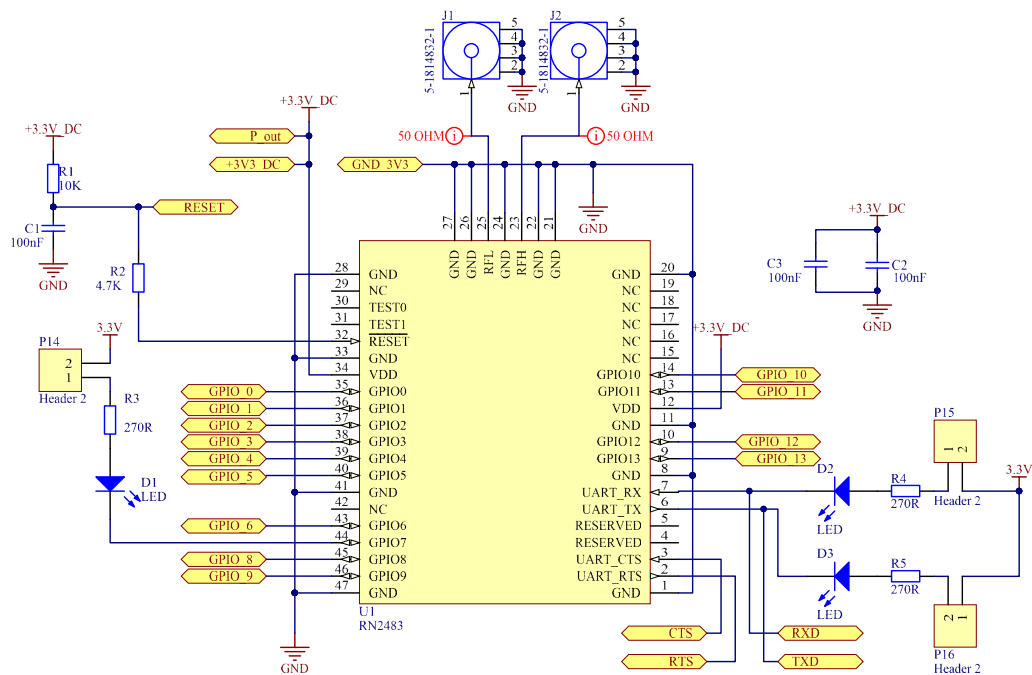 J1
5
4
3
2
1
5-1814832-1
J2
5
4
3
2
1
5-1814832-1
GND
GND
50 OHM
50 OHM
+3.3V_DC
P_out
+3V3_DC
GND_3V3
GND
+3.3V_DC
R1
10K
RESET
C1
100nF
GND
R2
4.7K
27
26
25
24
23
22
21
GND
GND
RFL
GND
RFH
GND
GND
28
GND
29
NC
30
TEST0
31
TEST1
32
RESET
33
GND
34
VDD
GPIO_0
35
GPIO0
GPIO_1
36
GPIO1
GPIO_2
37
GPIO2
GPIO_3
38
GPIO3
GPIO_4
39
GPIO4
GPIO_5
40
GPIO5
41
GND
42
NC
GPIO_6
43
GPIO6
44
GPIO7
GPIO_8
45
GPIO8
GPIO_9
46
GPIO9
47
GND
GND 20
NC 19
NC 18
NC 17
NC 16
NC 15
GPIO10 14
GPIO_10
GPIO11 13
GPIO_11
VDD 12
GND 11
GPIO12 10
GPIO_12
GPIO13 9
GPIO_13
GND 8
UART_RX 7
UART_TX 6
RESERVED 5
RESERVED 4
UART_CTS 3
UART_RTS 2
GND 1
U1
RN2483
+3.3V_DC
+3.3V_DC
C3
100nF
C2
100nF
GND
P14
2
1
Header 2
3.3V
R3
270R
D1
LED
GND
P15
1
2
Header 2
3.3V
D2
LED
R4
270R
D3
LED
R5
270R
P16
2
1
Header 2
CTS
RTS
RXD
TXD